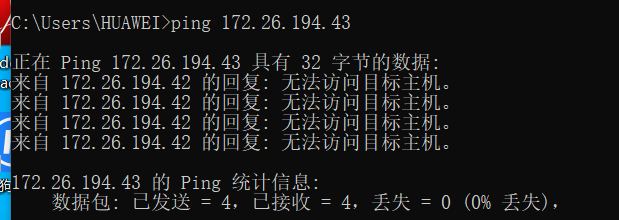 C:\Users\HUAWEI>ping 172.26.194.43
正在 Ping 172.26.194.43 具有 32 字节的数据:
来自 172.26.194.42 的回复: 无法访问目标主机。
来自 172.26.194.42 的回复: 无法访问目标主机。
来自 172.26.194.42 的回复: 无法访问目标主机。
来自 172.26.194.42 的回复: 无法访问目标主机。
172.26.194.43 的 Ping 统计信息:
数据包: 已发送 = 4，已接收 = 4，丢失 = 0 (0% 丢失)，